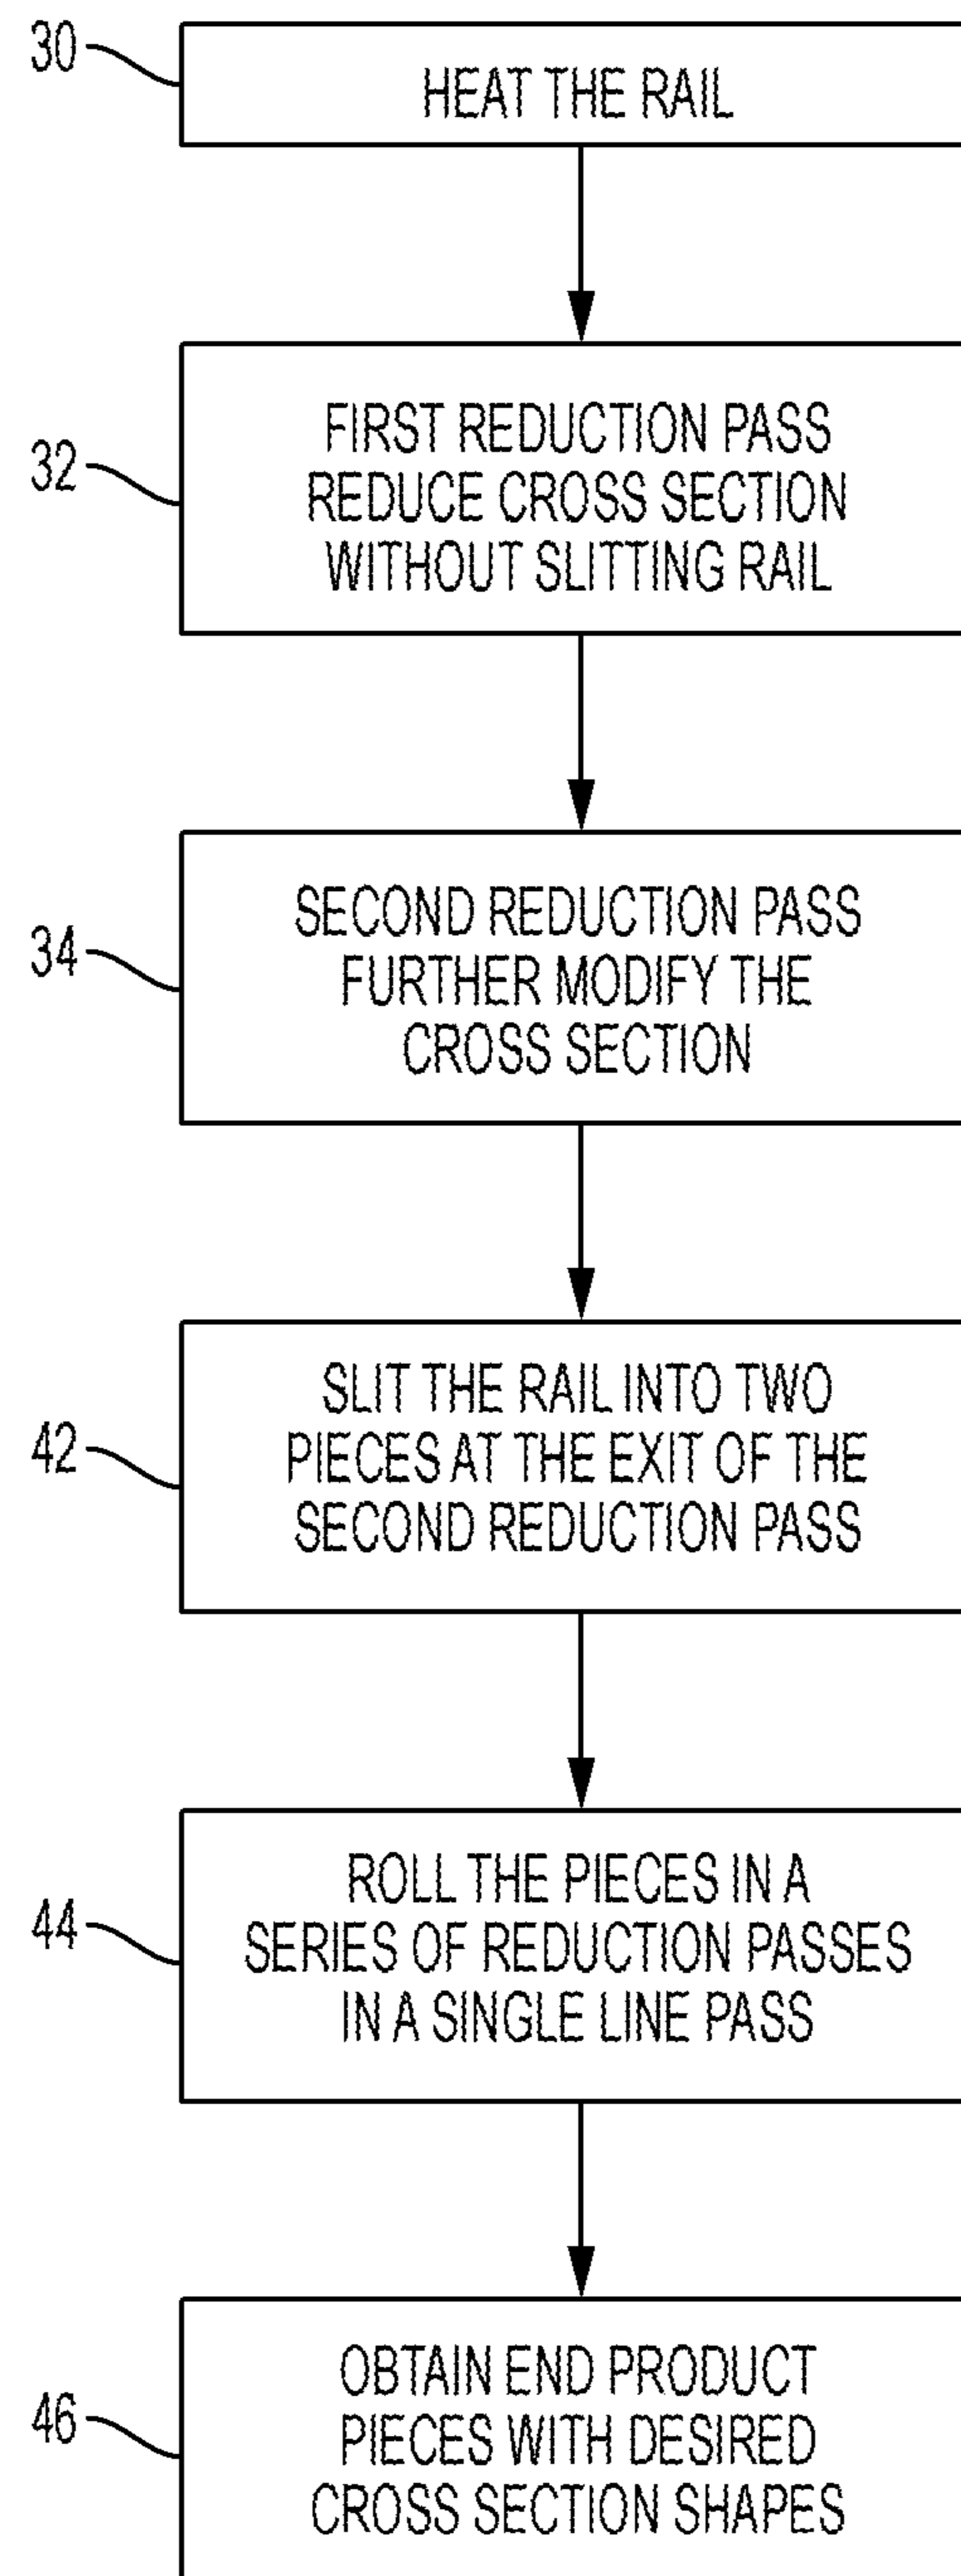 30
HEAT THE RAIL
32
FIRST REDUCTION PASS
REDUCE CROSS SECTION
WITHOUT SLITTING RAIL
34
SECOND REDUCTION PASS
FURTHER MODIFY THE
CROSS SECTION
42
SLIT THE RAIL INTO TWO
PIECES AT THE EXIT OF THE
SECOND REDUCTION PASS
44
ROLL THE PIECES IN A
SERIES OF REDUCTION PASSES
IN A SINGLE LINE PASS
46
OBTAIN END PRODUCT
PIECES WITH DESIRED
CROSS SECTION SHAPES